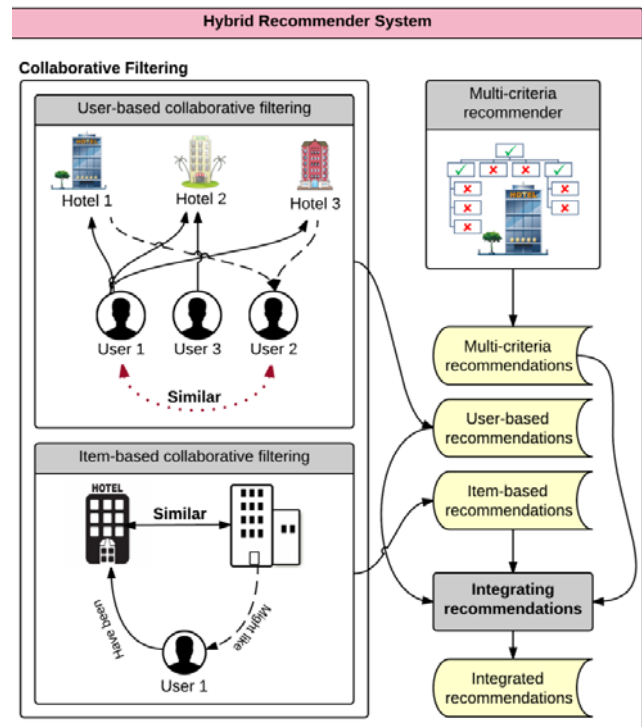 Hybrid Recommender System
Collaborative Filtering
User-based collaborative filtering
Hotel 1
Hotel 2
Hotel 3
User 1
User 3
User 2
Similar
Item-based collaborative filtering
HOTEL
Similar
Have been
Might like
User 1
Multi-criteria
recommender
HOTEL
Multi-criteria
recommendations
User-based
recommendations
Item-based
recommendations
Integrating
recommendations
Integrated
recommendations